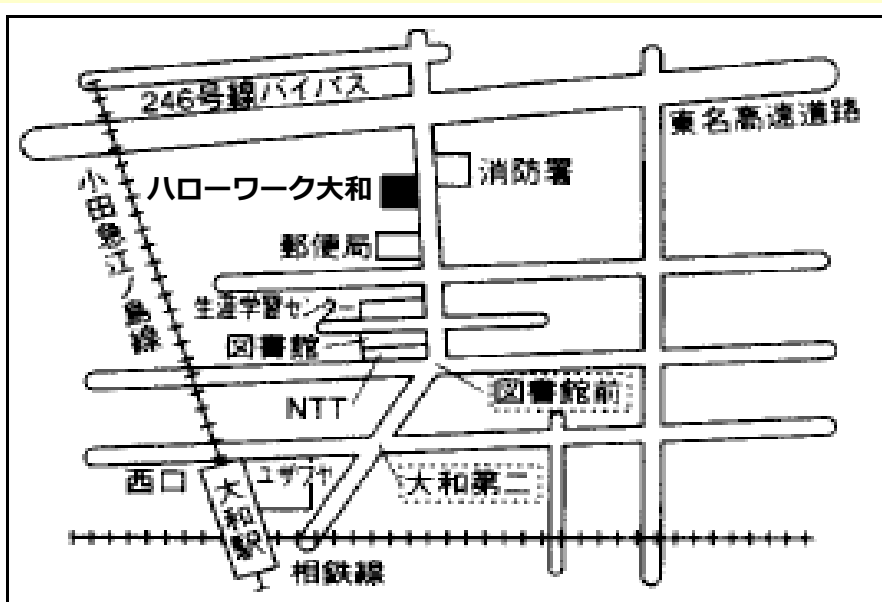 246号線バイパス
東名高速道路
小田急江ノ島線
ハローワーク大和
消防署
郵便局
生涯学習センター
図書館
NTT
図書館前
西口
ユザワヤ
大和第二
大和駅
相鉄線